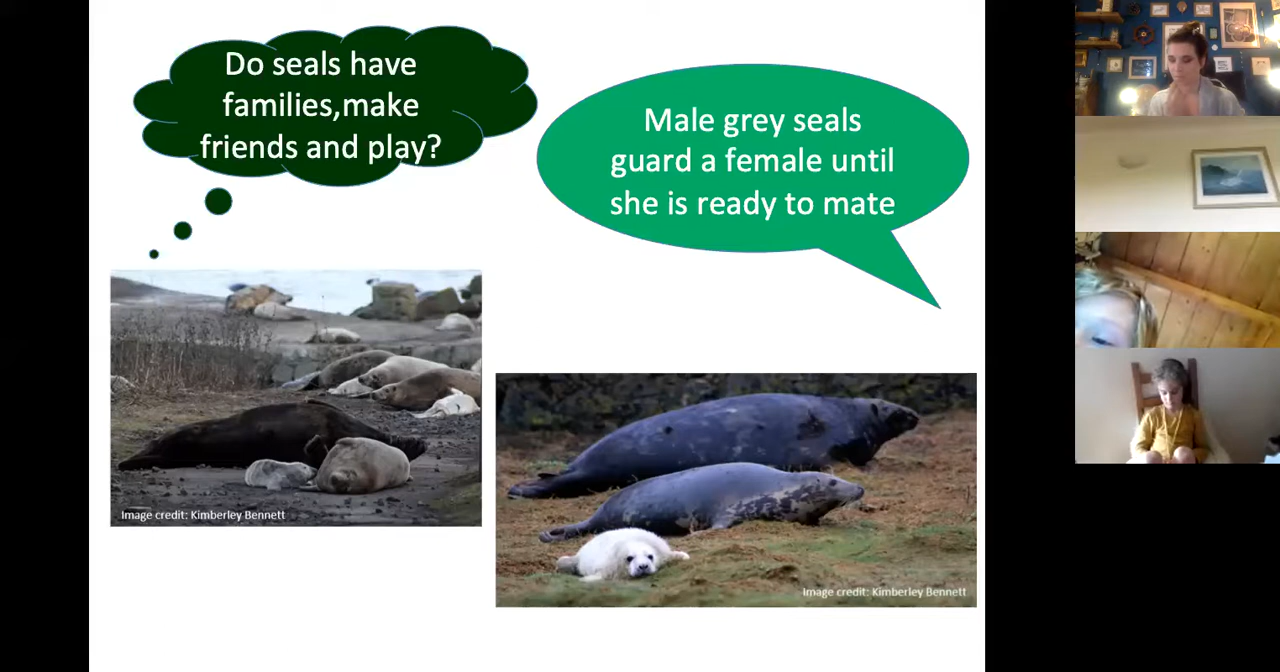 Do seals have
families,make
friends and play?
Male grey seals
guard a female until
she is ready to mate
Image credit: Kimberley Bennett
Image credit: Kimberley Bennett